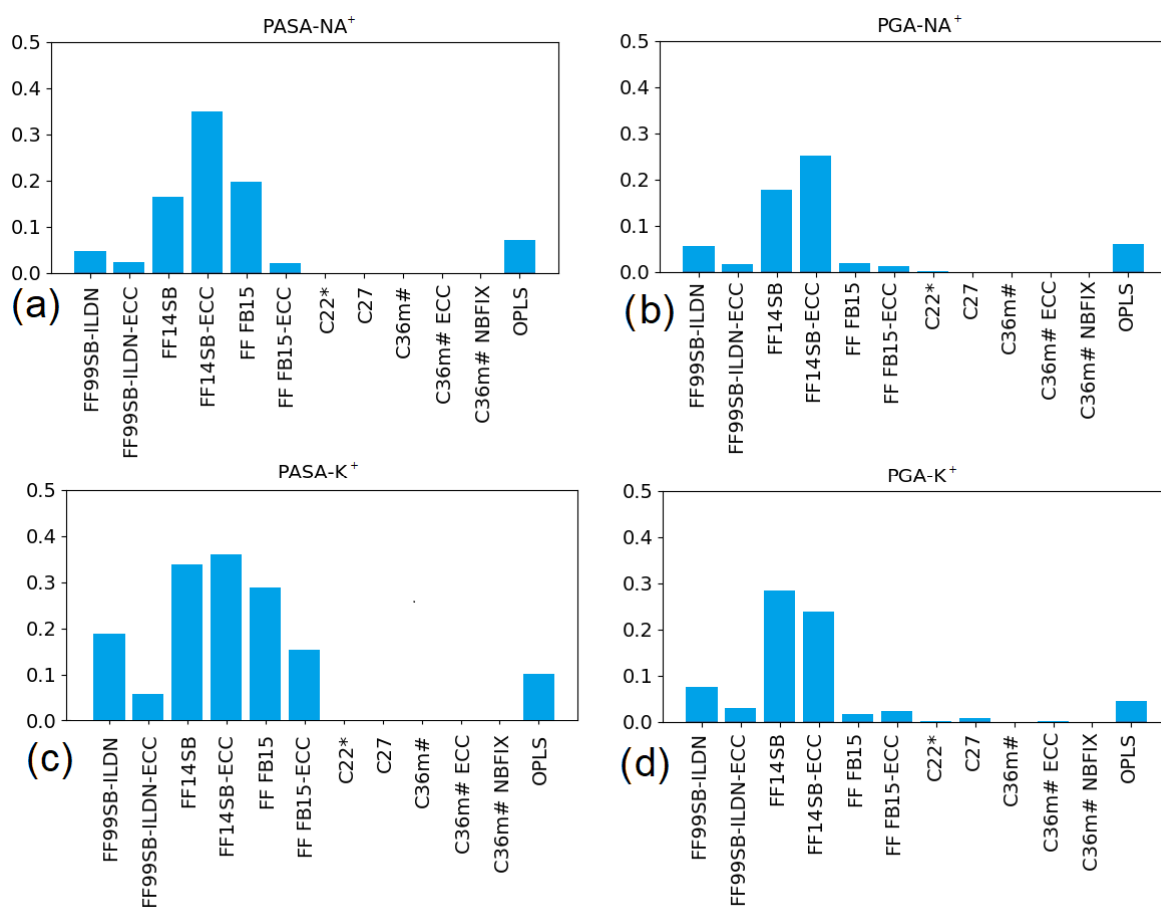 PASA-NA⁺
0.5
0.4
0.3
0.2
0.1
0.0
FF99SB-ILDN
FF99SB-ILDN-ECC
FF14SB
FF14SB-ECC
FF FB15
FF FB15-ECC
C22*
C27
C36m#
C36m# ECC
C36m# NBFIX
OPLS
(a)
PGA-NA⁺
0.5
0.4
0.3
0.2
0.1
0.0
FF99SB-ILDN
FF99SB-ILDN-ECC
FF14SB
FF14SB-ECC
FF FB15
FF FB15-ECC
C22*
C27
C36m#
C36m# ECC
C36m# NBFIX
OPLS
(b)
PASA-K⁺
0.5
0.4
0.3
0.2
0.1
0.0
FF99SB-ILDN
FF99SB-ILDN-ECC
FF14SB
FF14SB-ECC
FF FB15
FF FB15-ECC
C22*
C27
C36m#
C36m# ECC
C36m# NBFIX
OPLS
(c)
PGA-K⁺
0.5
0.4
0.3
0.2
0.1
0.0
FF99SB-ILDN
FF99SB-ILDN-ECC
FF14SB
FF14SB-ECC
FF FB15
FF FB15-ECC
C22*
C27
C36m#
C36m# ECC
C36m# NBFIX
OPLS
(d)